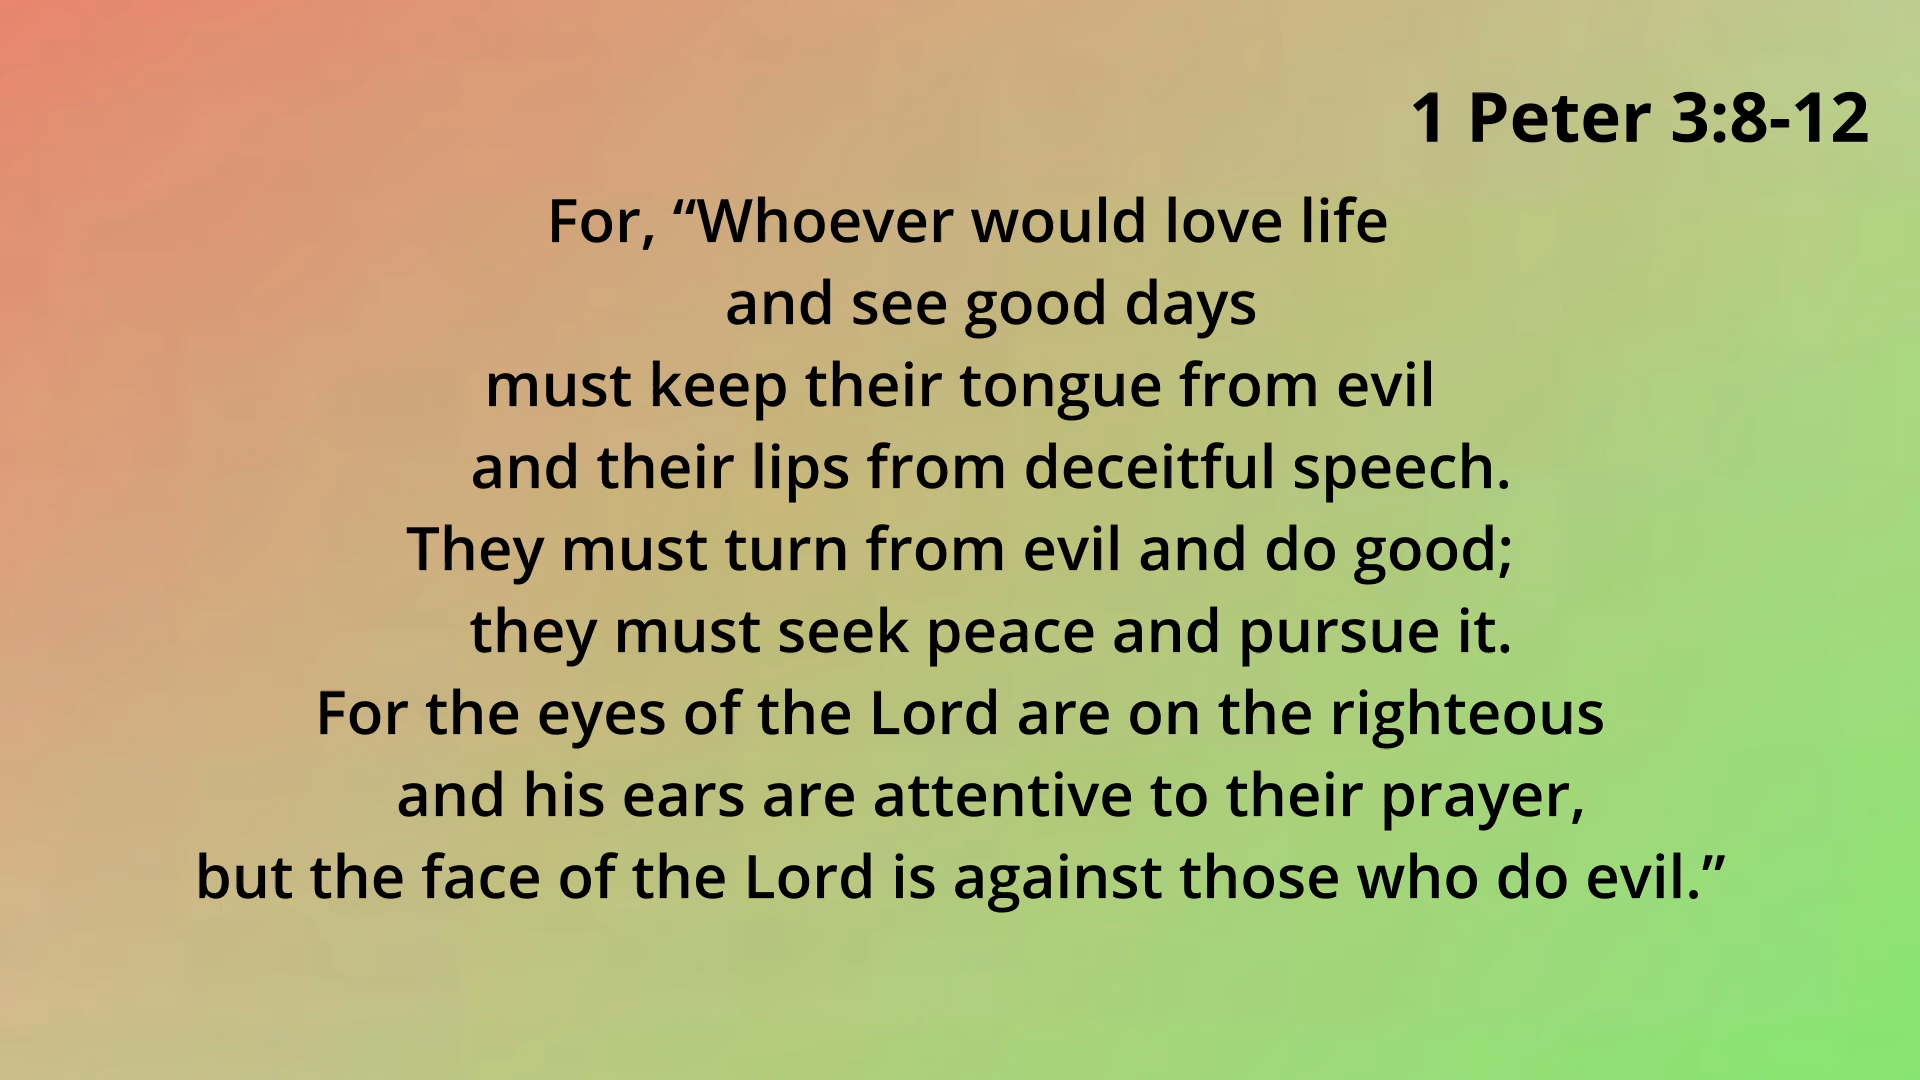 1 Peter 3:8-12
For, “Whoever would love life
and see good days
must keep their tongue from evil
and their lips from deceitful speech.
They must turn from evil and do good;
they must seek peace and pursue it.
For the eyes of the Lord are on the righteous
and his ears are attentive to their prayer,
but the face of the Lord is against those who do evil.”